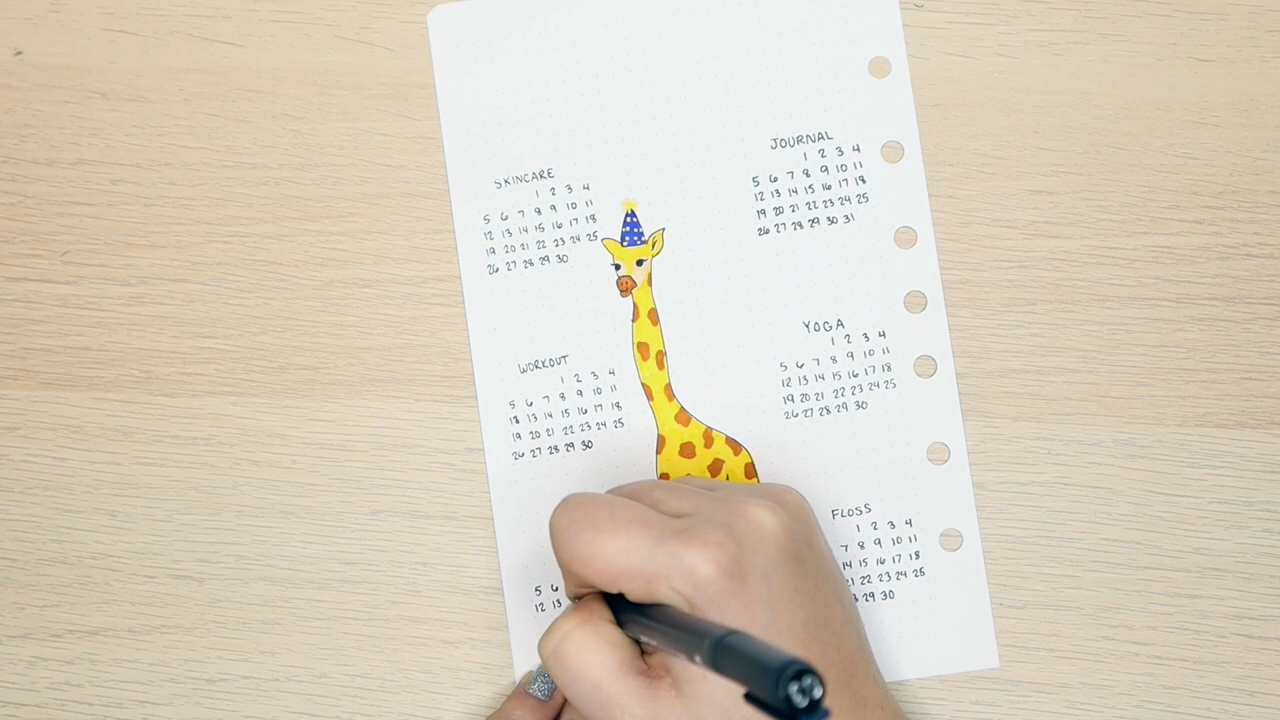 SKINCARE
1 2 3 4
5 6 7 8 9 10 11
12 13 14 15 16 17 18
19 20 21 22 23 24 25
26 27 28 29 30
JOURNAL
1 2 3 4
5 6 7 8 9 10 11
12 13 14 15 16 17 18
19 20 21 22 23 24 25
26 27 28 29 30 31
WORKOUT
1 2 3 4
5 6 7 8 9 10 11
13 14 15 16 17 18
19 20 21 22 23 24 25
26 27 28 29 30
YOGA
1 2 3 4
5 6 7 8 9 10 11
12 13 14 15 16 17 18
19 20 21 22 23 24 25
26 27 28 29 30
5 6
12 13
FLOSS
1 2 3 4
7 8 9 10 11
14 15 16 17 18
21 22 23 24 25
29 30